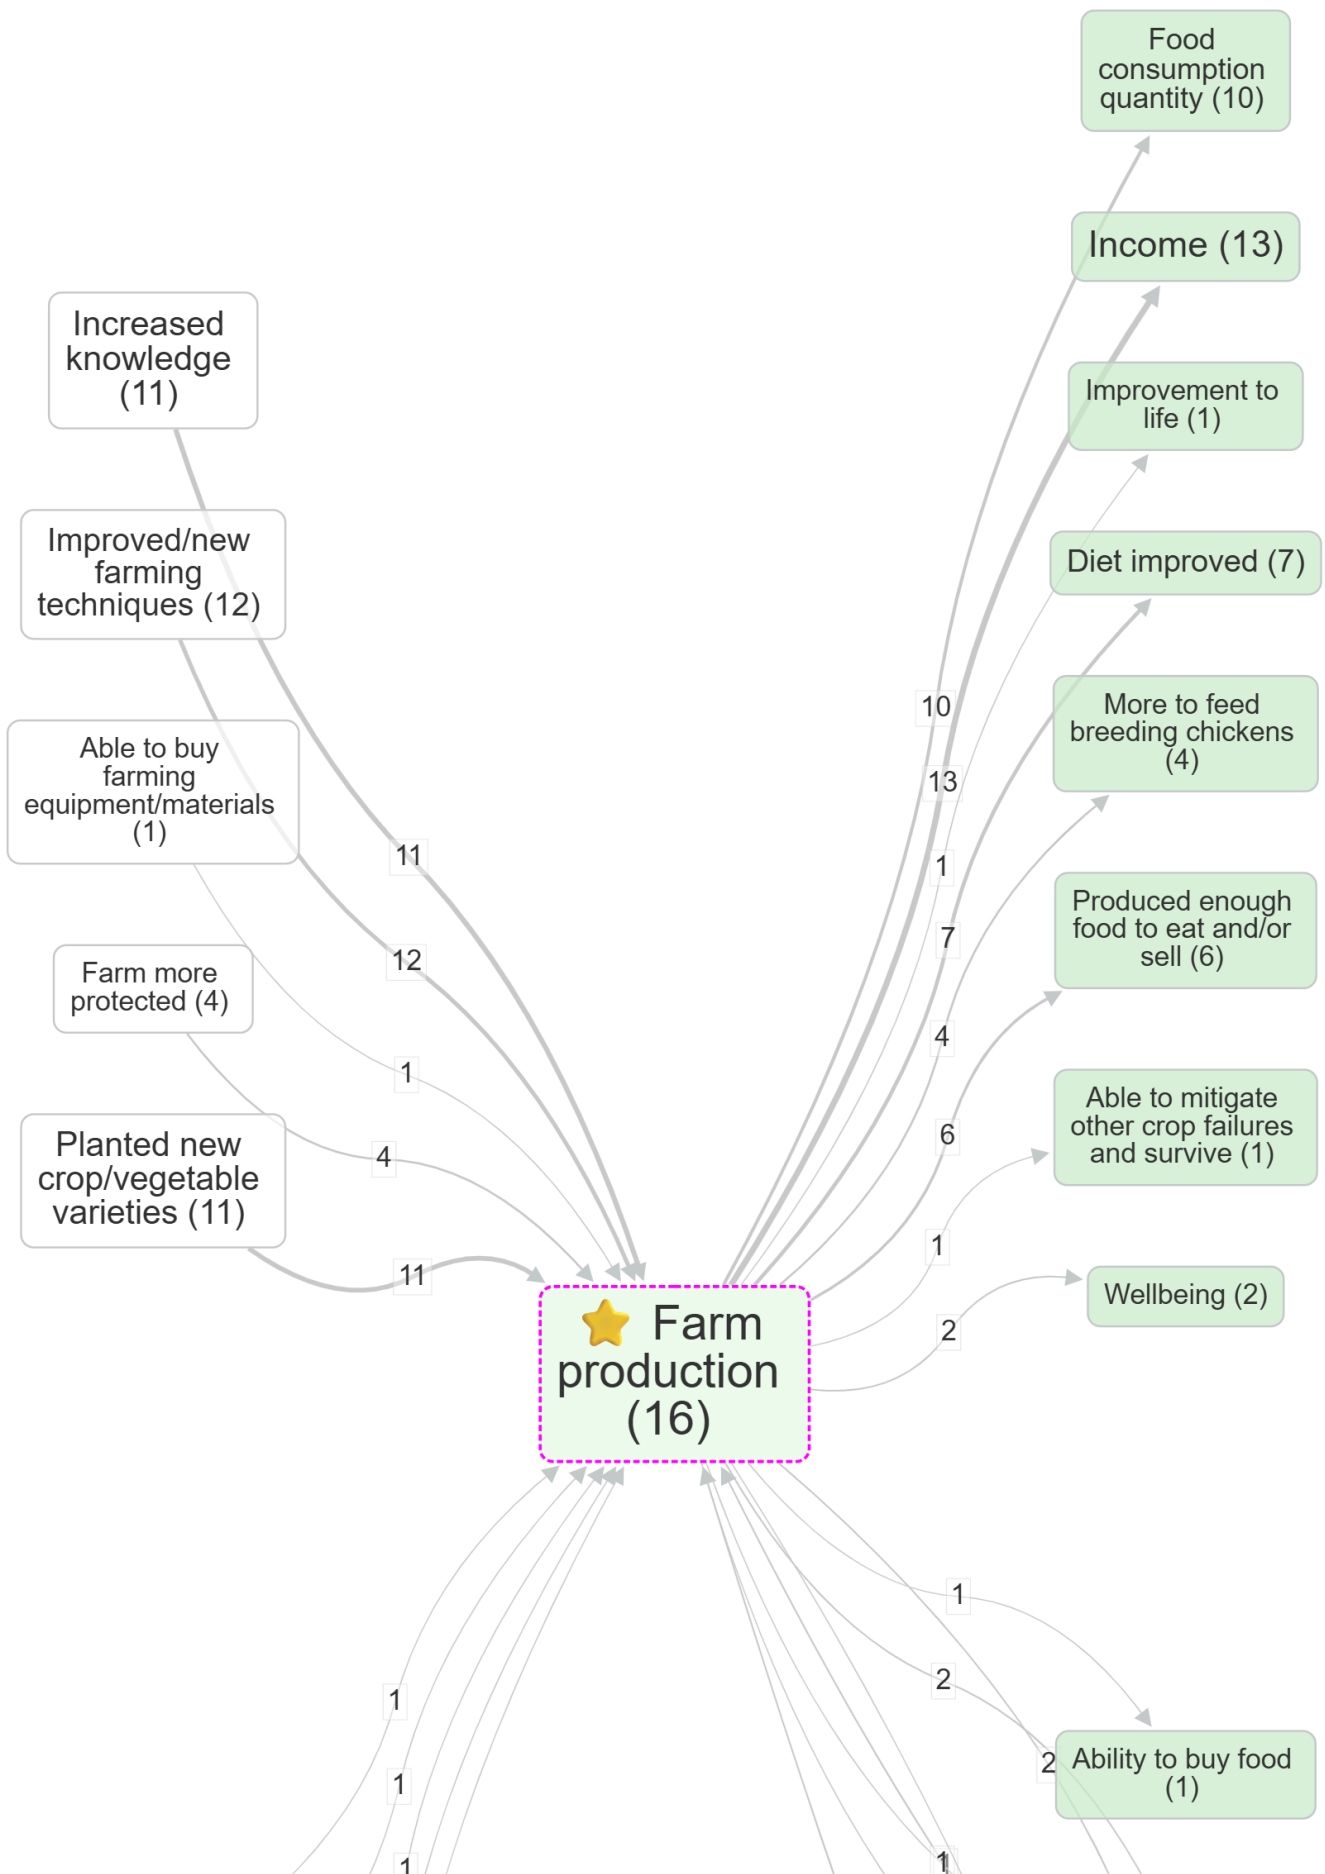 Food
consumption
quantity (10)
Income (13)
Increased
knowledge
(11)
Improvement to
life (1)
Improved/new
farming
techniques (12)
Diet improved (7)
More to feed
breeding chickens
(4)
10
Able to buy
farming
equipment/materials
(1)
13
11
1
Produced enough
food to eat and/or
sell (6)
7
12
Farm more
protected (4)
4
1
Able to mitigate
other crop failures
and survive (1)
6
4
Planted new
crop/vegetable
varieties (11)
1
11
Wellbeing (2)
2
Farm
production
(16)
1
2
1
2
Ability to buy food
(1)
1
1
1